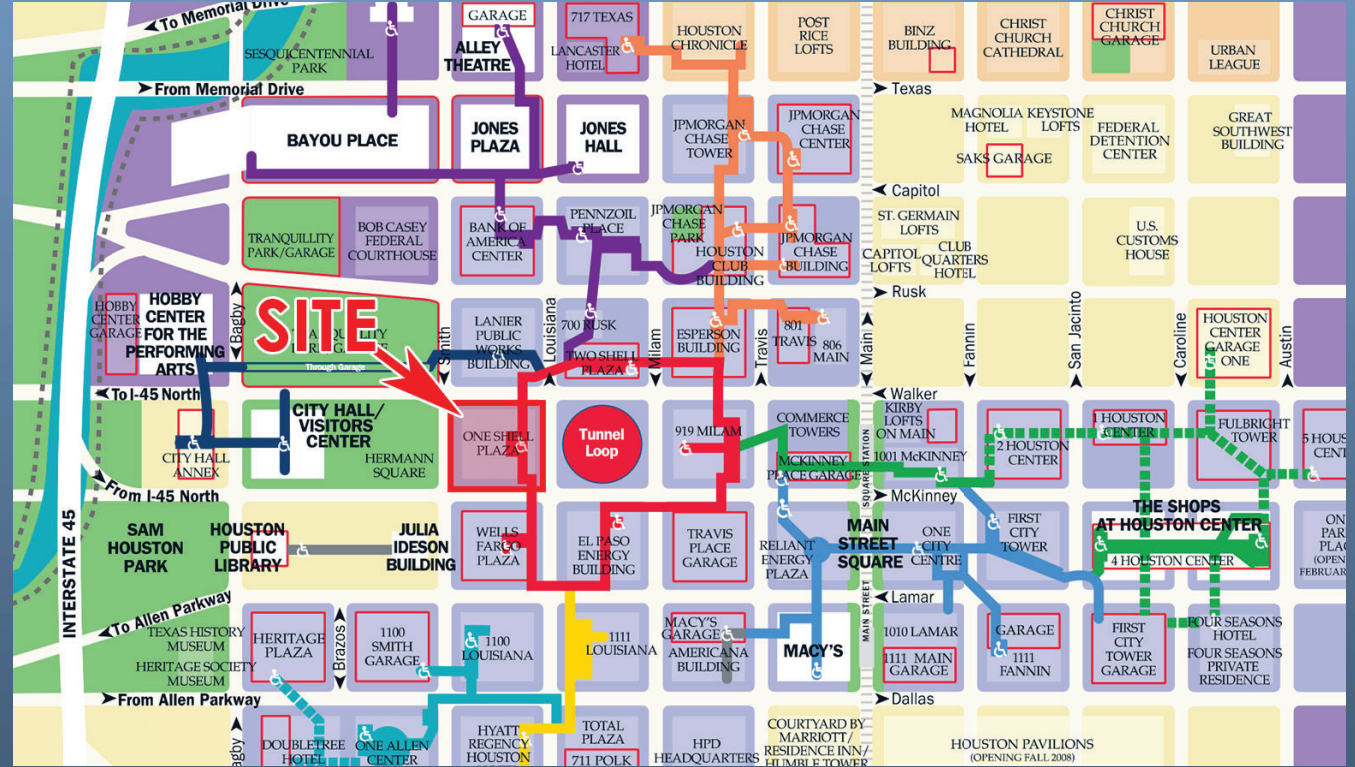 To Memorial Drive
GARAGE
717 TEXAS
HOUSTON
CHRONICLE
POST
RICE
LOFTS
BINZ
BUILDING
CHRIST
CHURCH
CATHEDRAL
CHRIST
CHURCH
GARAGE
URBAN
LEAGUE
SESQUICENTENNIAL
PARK
ALLEY
THEATRE
LANCASTER
HOTEL
From Memorial Drive
Texas
BAYOU PLACE
JONES
PLAZA
JONES
HALL
JPMORGAN
CHASE
TOWER
JPMORGAN
CHASE
CENTER
MAGNOLIA
HOTEL
KEYSTONE
LOFTS
SAKS GARAGE
FEDERAL
DETENTION
CENTER
GREAT
SOUTHWEST
BUILDING
Capitol
TRANQUILLITY
PARK/GARAGE
BOB CASEY
FEDERAL
COURTHOUSE
BANK OF
AMERICA
CENTER
PENNZOIL
PLACE
JPMORGAN
CHASE
PARK
HOUSTON
CLUB
BUILDING
JPMORGAN
CHASE
BUILDING
ST. GERMAIN
LOFTS
CAPITOL
LOFTS
CLUB
QUARTERS
HOTEL
U.S.
CUSTOMS
HOUSE
Rusk
HOBBY
CENTER
GARAGE
HOBBY
CENTER
FOR THE
PERFORMING
ARTS
Bagby
SITE
Through Garage
Smith
LANIER
PUBLIC
WORKS
BUILDING
Louisiana
700 RUSK
TWO SHELL
PLAZA
Milam
ESPERSON
BUILDING
Travis
801
TRAVIS
806
MAIN
Main
Fannin
San Jacinto
Caroline
HOUSTON
CENTER
GARAGE
ONE
Austin
To I-45 North
Walker
CITY HALL
ANNEX
CITY HALL/
VISITORS
CENTER
HERMANN
SQUARE
ONE SHELL
PLAZA
Tunnel
Loop
919 MILAM
COMMERCE
TOWERS
MCKINNEY
PLACE GARAGE
KIRBY
LOFTS
ON MAIN
1001 McKINNEY
2 HOUSTON
CENTER
1 HOUSTON
CENTER
FULBRIGHT
TOWER
5 HOUS
CENT
SQUARE STATION
From I-45 North
McKinney
INTERSTATE 45
SAM
HOUSTON
PARK
HOUSTON
PUBLIC
LIBRARY
JULIA
IDESON
BUILDING
WELLS
FARGO
PLAZA
EL PASO
ENERGY
BUILDING
TRAVIS
PLACE
GARAGE
RELIANT
ENERGY
PLAZA
MAIN
STREET
SQUARE
ONE
CITY
CENTRE
FIRST
CITY
TOWER
THE SHOPS
AT HOUSTON CENTER
4 HOUSTON CENTER
ON
PAR
PLA
(OPEN
FEBRUAR
To Allen Parkway
Lamar
MAIN STREET
TEXAS HISTORY
MUSEUM
HERITAGE SOCIETY
MUSEUM
HERITAGE
PLAZA
Brazos
1100
SMITH
GARAGE
1100
LOUISIANA
1111
LOUISIANA
MACY'S
GARAGE
AMERICANA
BUILDING
MACY'S
1010 LAMAR
1111 MAIN
GARAGE
GARAGE
1111
FANNIN
FIRST
CITY
TOWER
GARAGE
FOUR SEASONS
HOTEL
FOUR SEASONS
PRIVATE
RESIDENCE
From Allen Parkway
Dallas
DOUBLETREE
HOTEL
ONE ALLEN
CENTER
HYATT
REGENCY
HOUSTON
TOTAL
PLAZA
711 POLK
HPD
HEADQUARTERS
COURTYARD BY
MARRIOTT/
RESIDENCE INN/
HUMBLE TOWER
HOUSTON PAVILIONS
(OPENING FALL 2008)